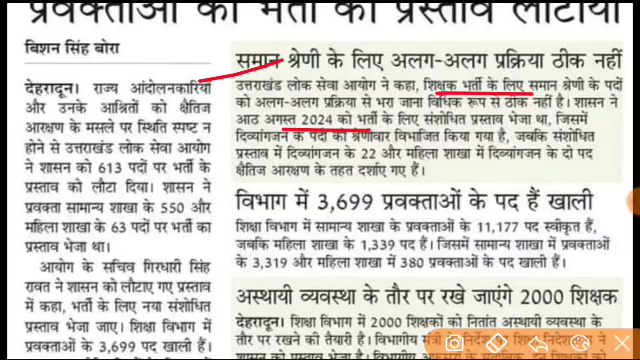 प्रवक्ताओं की भर्ती का प्रस्ताव लौटाया
बिशन सिंह बोरा
देहरादून। राज्य आंदोलनकारियों
और उनके आश्रितों को क्षैतिज
आरक्षण के मसले पर स्थिति स्पष्ट न
होने से उत्तराखंड लोक सेवा आयोग
ने शासन को 613 पदों पर भर्ती के
प्रस्ताव को लौटा दिया। शासन ने
प्रवक्ता सामान्य शाखा के 550 और
महिला शाखा के 63 पदों पर भर्ती का
प्रस्ताव भेजा था।
आयोग के सचिव गिरधारी सिंह
रावत ने शासन को लौटाए गए प्रस्ताव
में कहा, भर्ती के लिए नया संशोधित
प्रस्ताव भेजा जाए। शिक्षा विभाग में
प्रवक्ताओं के 3,699 पद खाली हैं।
समान श्रेणी के लिए अलग-अलग प्रक्रिया ठीक नहीं
उत्तराखंड लोक सेवा आयोग ने कहा, शिक्षक भर्ती के लिए समान श्रेणी के पदों
को अलग-अलग प्रक्रिया से भरा जाना विधिक रूप से ठीक नहीं है। शासन ने
आठ अगस्त 2024 को भर्ती के लिए संशोधित प्रस्ताव भेजा था, जिसमें
दिव्यांगजन के पदों को श्रेणीवार विभाजित किया गया है, जबकि संशोधित
प्रस्ताव में दिव्यांगजन के 22 और महिला शाखा में दिव्यांगजन के दो पद
क्षैतिज आरक्षण के तहत दर्शाए गए हैं।
विभाग में 3,699 प्रवक्ताओं के पद हैं खाली
शिक्षा विभाग में सामान्य शाखा के प्रवक्ताओं के 11,177 पद स्वीकृत हैं,
जबकि महिला शाखा के 1,339 पद हैं। जिसमें सामान्य शाखा में प्रवक्ताओं
के 3,319 और महिला शाखा में 380 प्रवक्ताओं के पद खाली हैं।
अस्थायी व्यवस्था के तौर पर रखे जाएंगे 2000 शिक्षक
देहरादून। शिक्षा विभाग में 2000 शिक्षकों को नितांत अस्थायी व्यवस्था के
तौर पर रखने की तैयारी है। विभागीय